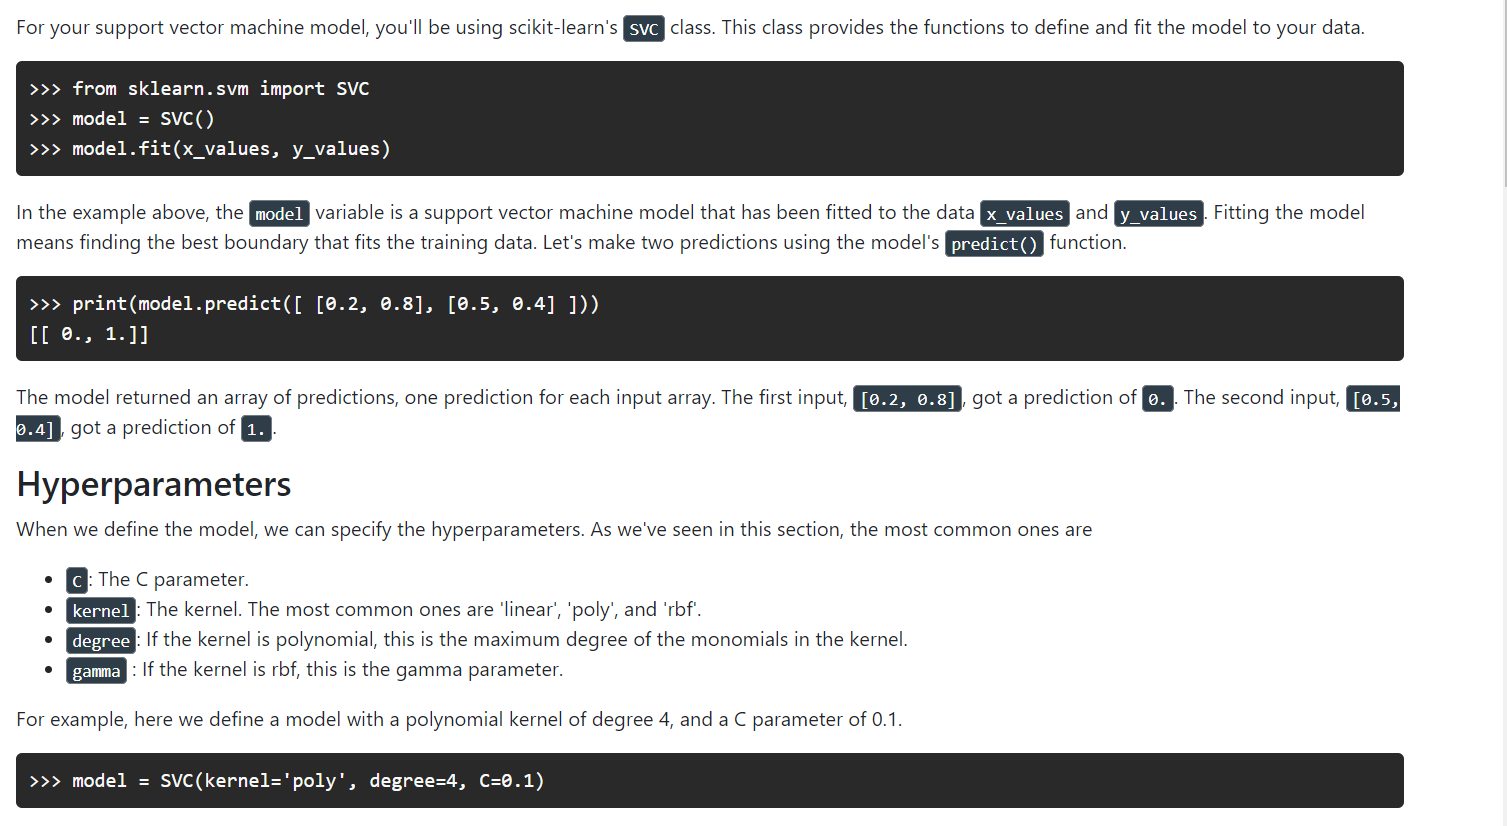 For your support vector machine model, you'll be using scikit-learn's SVC class. This class provides the functions to define and fit the model to your data.
>>> from sklearn.svm import SVC
>>> model = SVC()
>>> model.fit(x_values, y_values)
In the example above, the model variable is a support vector machine model that has been fitted to the data x_values and y_values. Fitting the model
means finding the best boundary that fits the training data. Let's make two predictions using the model's predict() function.
>>> print(model.predict([ [0.2, 0.8], [0.5, 0.4] ]))
[[ 0., 1.]]
The model returned an array of predictions, one prediction for each input array. The first input, [0.2, 0.8], got a prediction of 0.. The second input, [0.5,
0.4], got a prediction of 1..
Hyperparameters
When we define the model, we can specify the hyperparameters. As we've seen in this section, the most common ones are
• C: The C parameter.
• kernel: The kernel. The most common ones are 'linear', 'poly', and 'rbf'.
• degree: If the kernel is polynomial, this is the maximum degree of the monomials in the kernel.
• gamma : If the kernel is rbf, this is the gamma parameter.
For example, here we define a model with a polynomial kernel of degree 4, and a C parameter of 0.1.
>>> model = SVC(kernel='poly', degree=4, C=0.1)